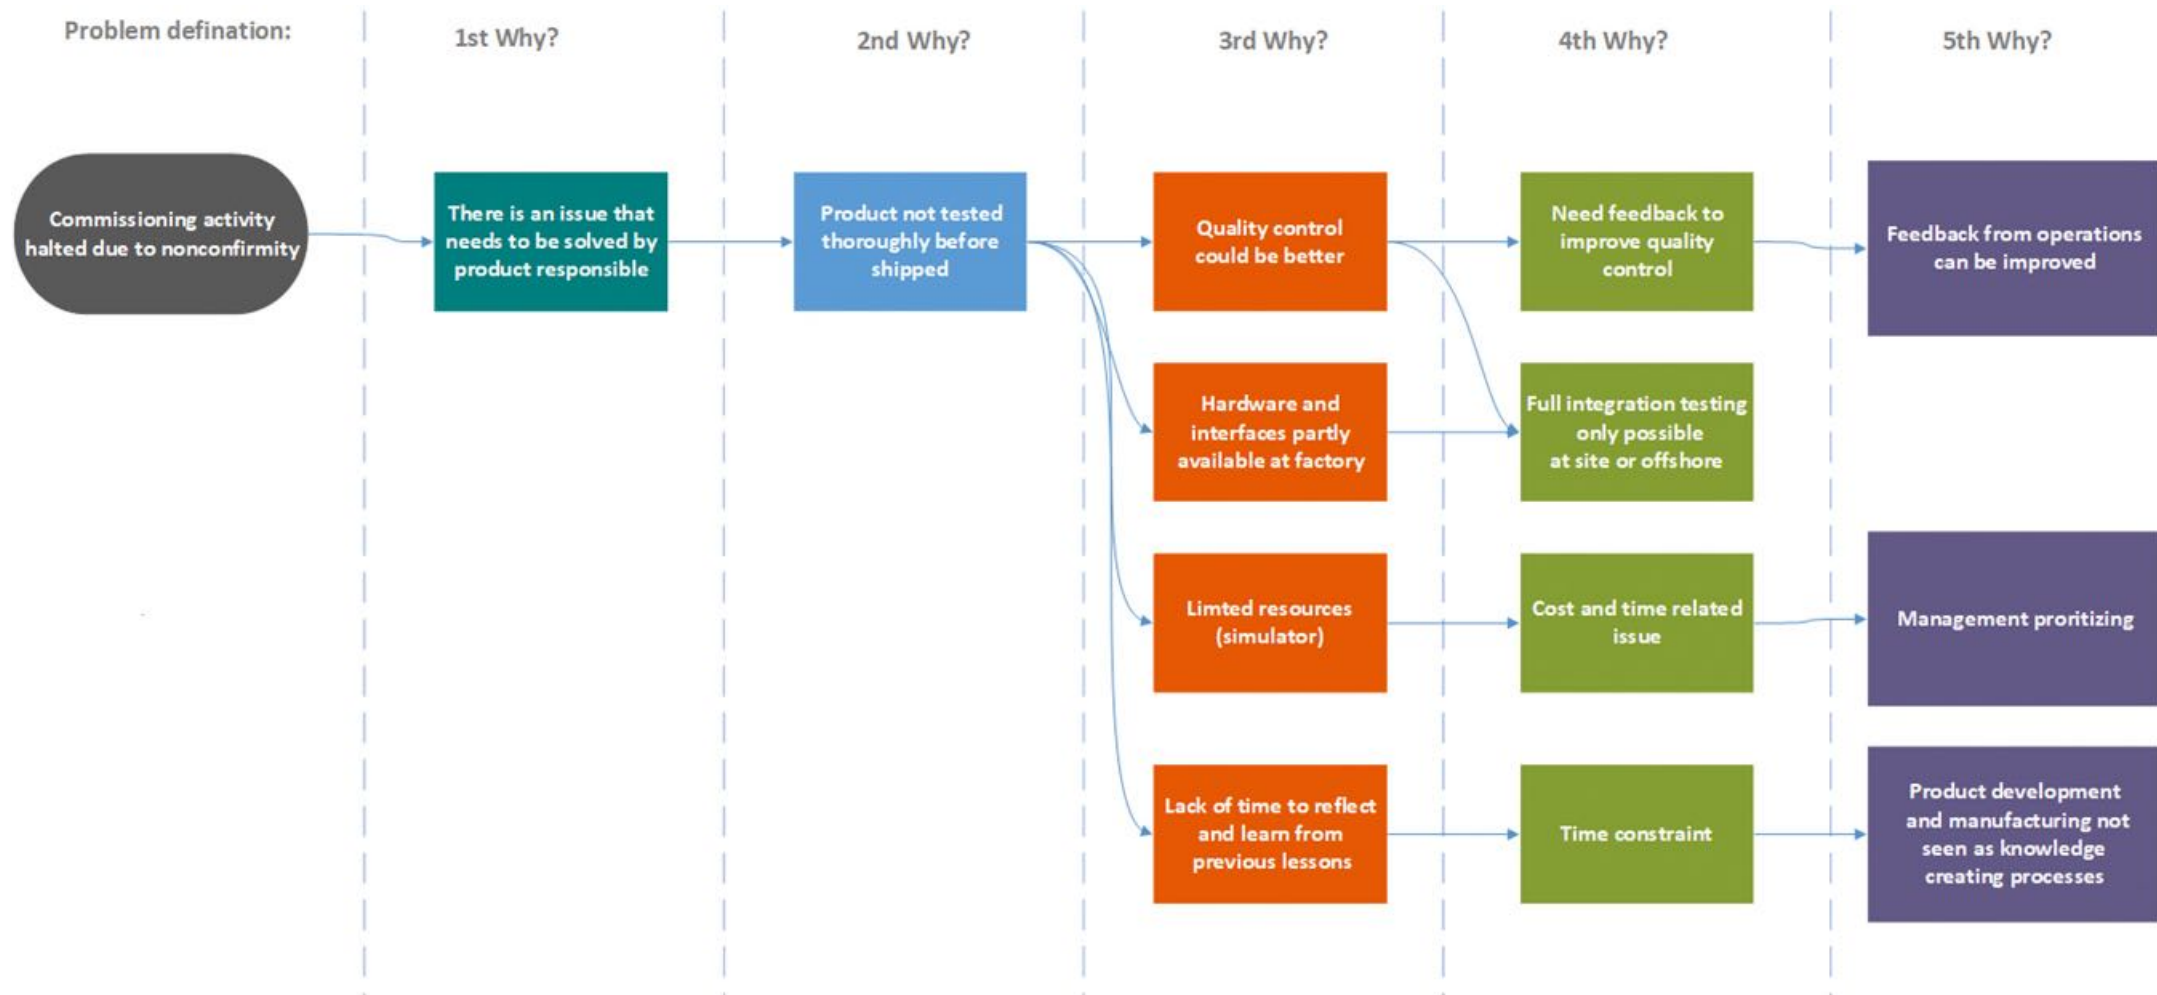 Problem defination:
1st Why?
2nd Why?
3rd Why?
4th Why?
5th Why?
Commissioning activity
halted due to nonconfirmity
There is an issue that
needs to be solved by
product responsible
Product not tested
thoroughly before
shipped
Quality control
could be better
Need feedback to
improve quality
control
Feedback from operations
can be improved
Hardware and
interfaces partly
available at factory
Full integration testing
only possible
at site or offshore
Limted resources
(simulator)
Cost and time related
issue
Management proritizing
Lack of time to reflect
and learn from
previous lessons
Time constraint
Product development
and manufacturing not
seen as knowledge
creating processes